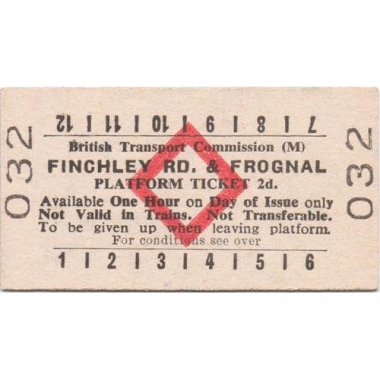 12 11 10 9 8 7
British Transport Commission (M)
FINCHLEY RD. & FROGNAL
PLATFORM TICKET 2d.
Available One Hour on Day of Issue only
Not Valid in Trains. Not Transferable.
To be given up when leaving platform.
For conditions see over
1 2 3 4 5 6
032
032